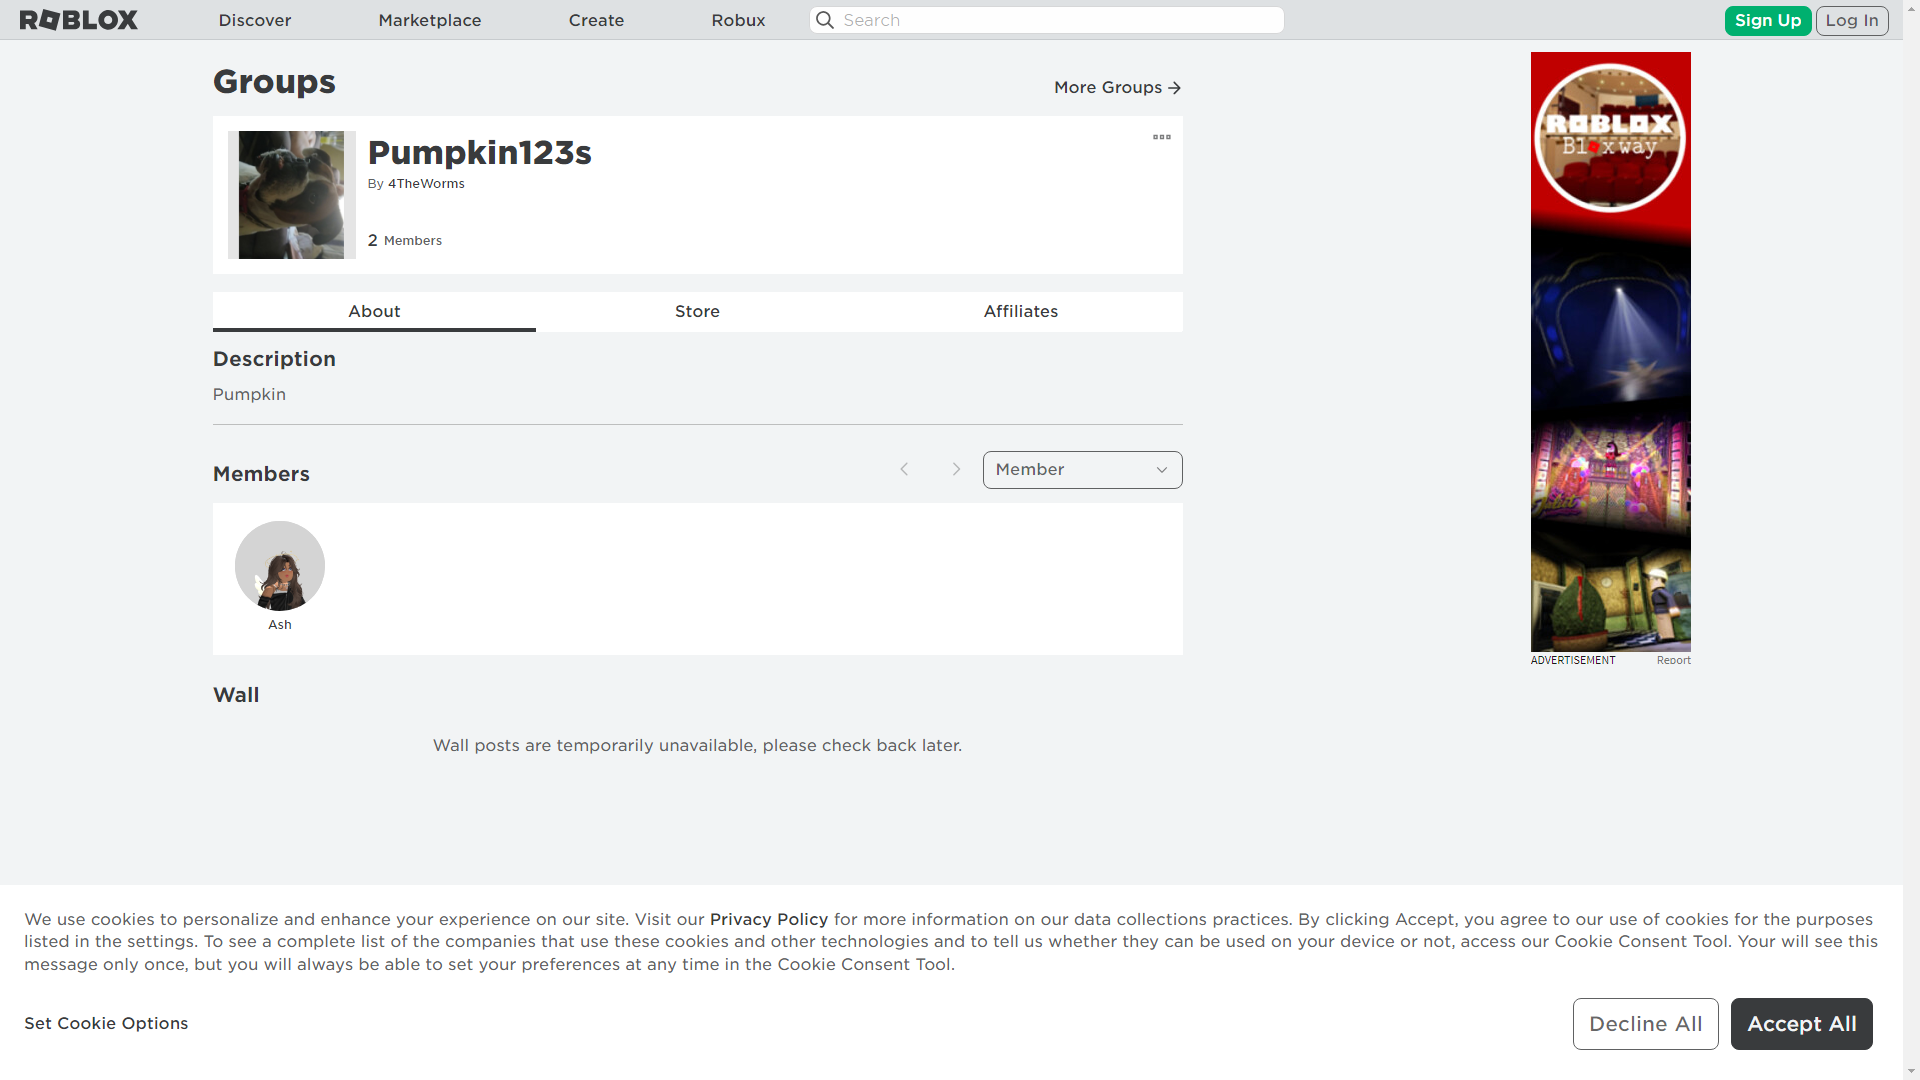 ROBLOX
Discover
Marketplace
Create
Robux
Search
Sign Up
Log In
Groups
More Groups
Pumpkin123s
By 4TheWorms
2 Members
About
Store
Affiliates
Description
Pumpkin
Members
Member
Ash
Wall
Wall posts are temporarily unavailable, please check back later.
ROBLOX
Bloxway
ADVERTISEMENT
Report
We use cookies to personalize and enhance your experience on our site. Visit our Privacy Policy for more information on our data collections practices. By clicking Accept, you agree to our use of cookies for the purposes
listed in the settings. To see a complete list of the companies that use these cookies and other technologies and to tell us whether they can be used on your device or not, access our Cookie Consent Tool. Your will see this
message only once, but you will always be able to set your preferences at any time in the Cookie Consent Tool.
Set Cookie Options
Decline All
Accept All